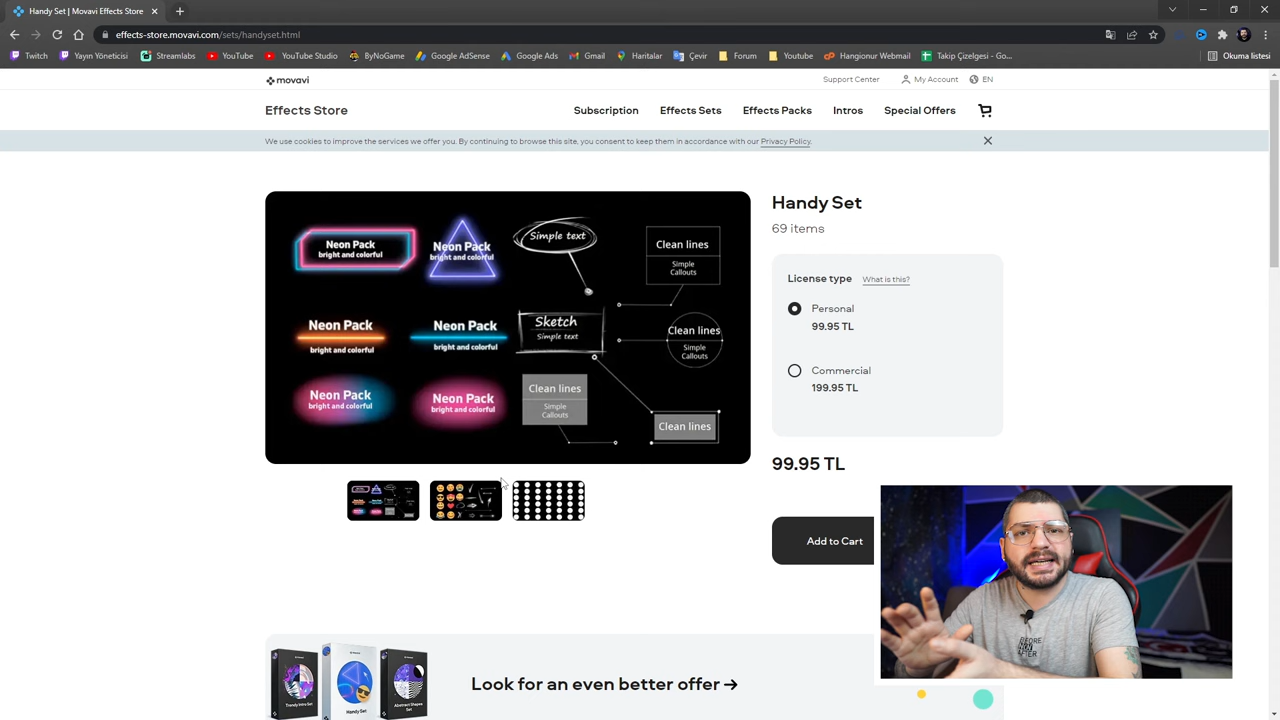 Handy Set | Movavi Effects Store
effects-store.movavi.com/sets/handyset.html
Twitch
Yayın Yöneticisi
Streamlabs
YouTube
YouTube Studio
ByNoGame
Google AdSense
Google Ads
Gmail
Haritalar
Çevir
Forum
Youtube
Hangionur Webmail
Takip Çizelgesi - Go...
Okuma listesi
movavi
Support Center
My Account
EN
Effects Store
Subscription
Effects Sets
Effects Packs
Intros
Special Offers
We use cookies to improve the services we offer you. By continuing to browse this site, you consent to keep them in accordance with our Privacy Policy.
Neon Pack
bright and colorful
Neon Pack
bright and colorful
Simple text
Clean lines
Simple
Callouts
Neon Pack
bright and colorful
Neon Pack
bright and colorful
Sketch
Simple text
Clean lines
Simple
Callouts
Neon Pack
bright and colorful
Neon Pack
bright and colorful
Clean lines
Simple
Callouts
Clean lines
Handy Set
69 items
License type
What is this?
Personal
99.95 TL
Commercial
199.95 TL
99.95 TL
Add to Cart
Look for an even better offer →
Trendy Intro Set
Handy Set
Abstract Shapes
Set